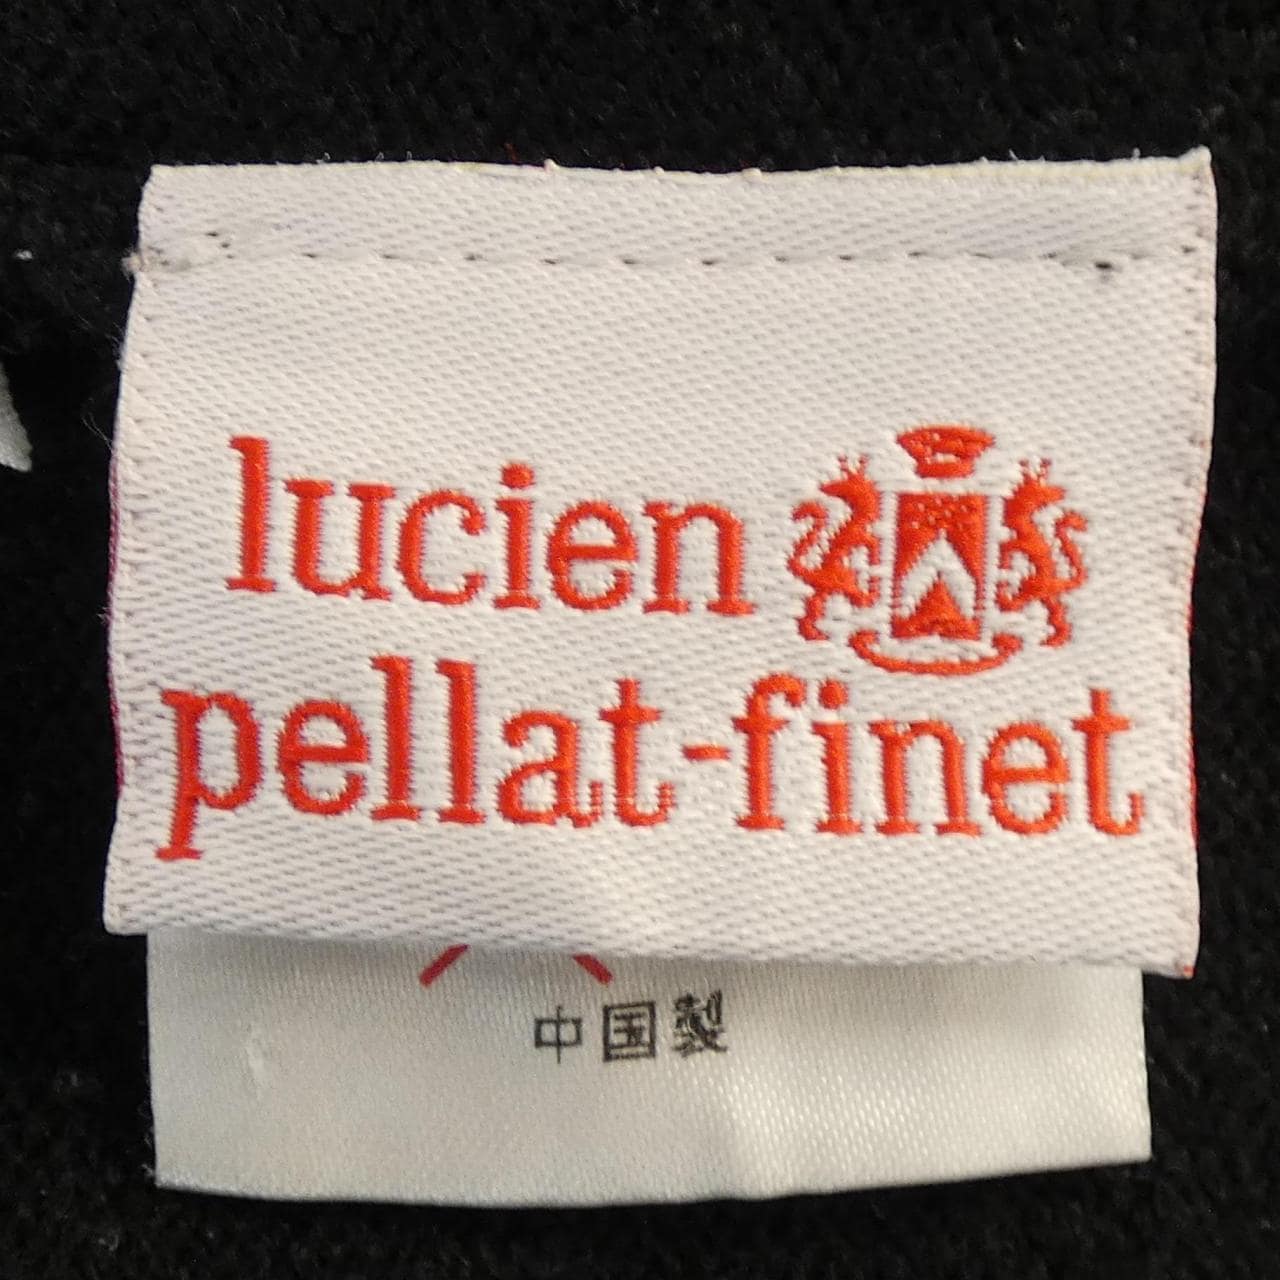 lucien
pellat-finet
中国製